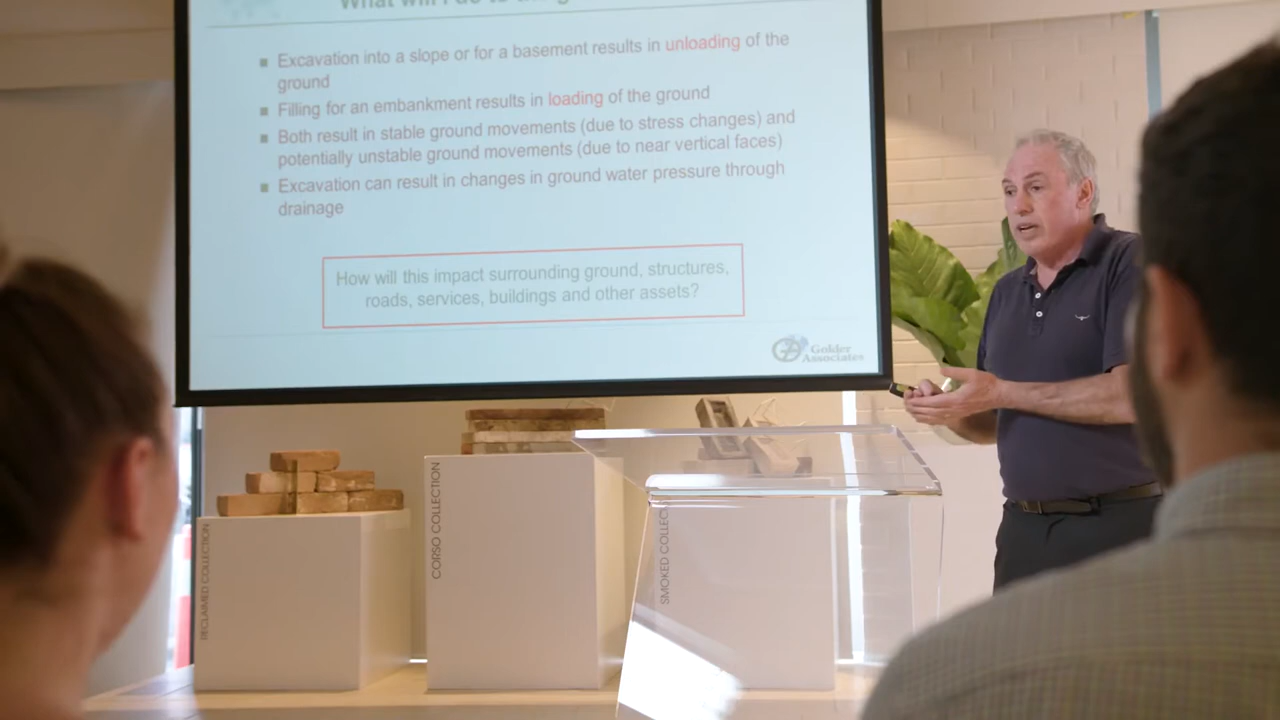 What will
Excavation into a slope or for a basement results in unloading of the
ground
Filling for an embankment results in loading of the ground
Both result in stable ground movements (due to stress changes) and
potentially unstable ground movements (due to near vertical faces)
Excavation can result in changes in ground water pressure through
drainage
How will this impact surrounding ground, structures,
roads, services, buildings and other assets?
Golder
Associates
RECLAIMED COLLECTION
CORSO COLLECTION
SMOKED COLLEC